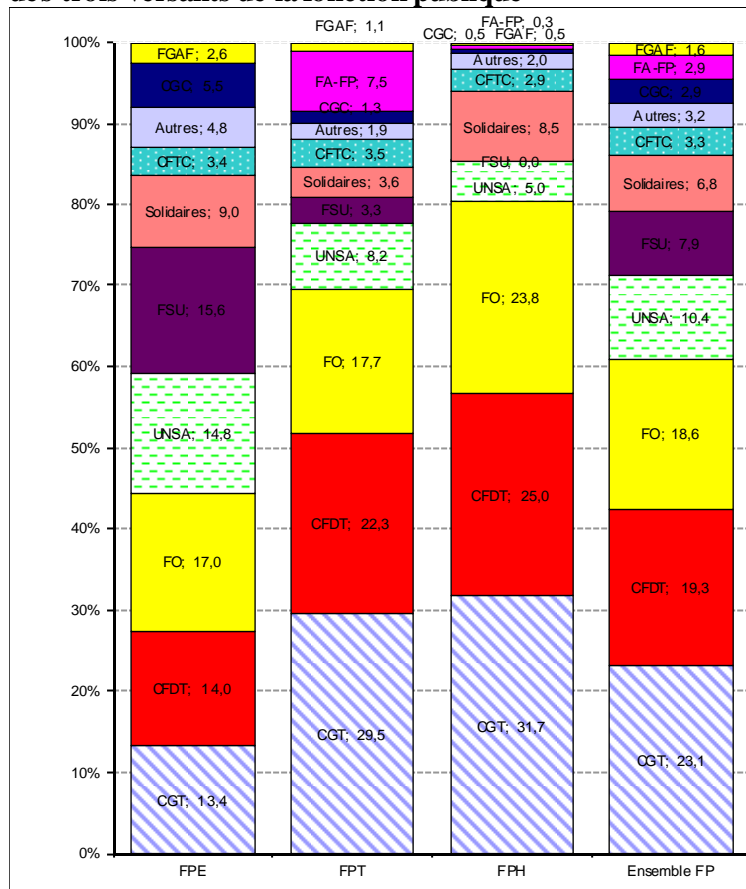 des trois versants de la fonction publique
FGAF; 1,1
FA-FP; 0,3
CGC; 0,5 FGAF; 0,5
100%
90%
80%
70%
60%
50%
40%
30%
20%
10%
0%
FGAF; 2,6
CGC; 5,5
Autres; 4,8
CFTC; 3,4
Solidaires; 9,0
FSU; 15,6
UNSA; 14,8
FO; 17,0
CFDT; 14,0
CGT; 13,4
FA-FP; 7,5
CGC; 1,3
Autres; 1,9
CFTC; 3,5
Solidaires; 3,6
FSU; 3,3
UNSA; 8,2
FO; 17,7
CFDT; 22,3
CGT; 29,5
Autres; 2,0
CFTC; 2,9
Solidaires; 8,5
FSU; 0,0
UNSA; 5,0
FO; 23,8
CFDT; 25,0
CGT; 31,7
FGAF; 1,6
FA-FP; 2,9
CGC; 2,9
Autres; 3,2
CFTC; 3,3
Solidaires; 6,8
FSU; 7,9
UNSA; 10,4
FO; 18,6
CFDT; 19,3
CGT; 23,1
FPE
FPT
FPH
Ensemble FP